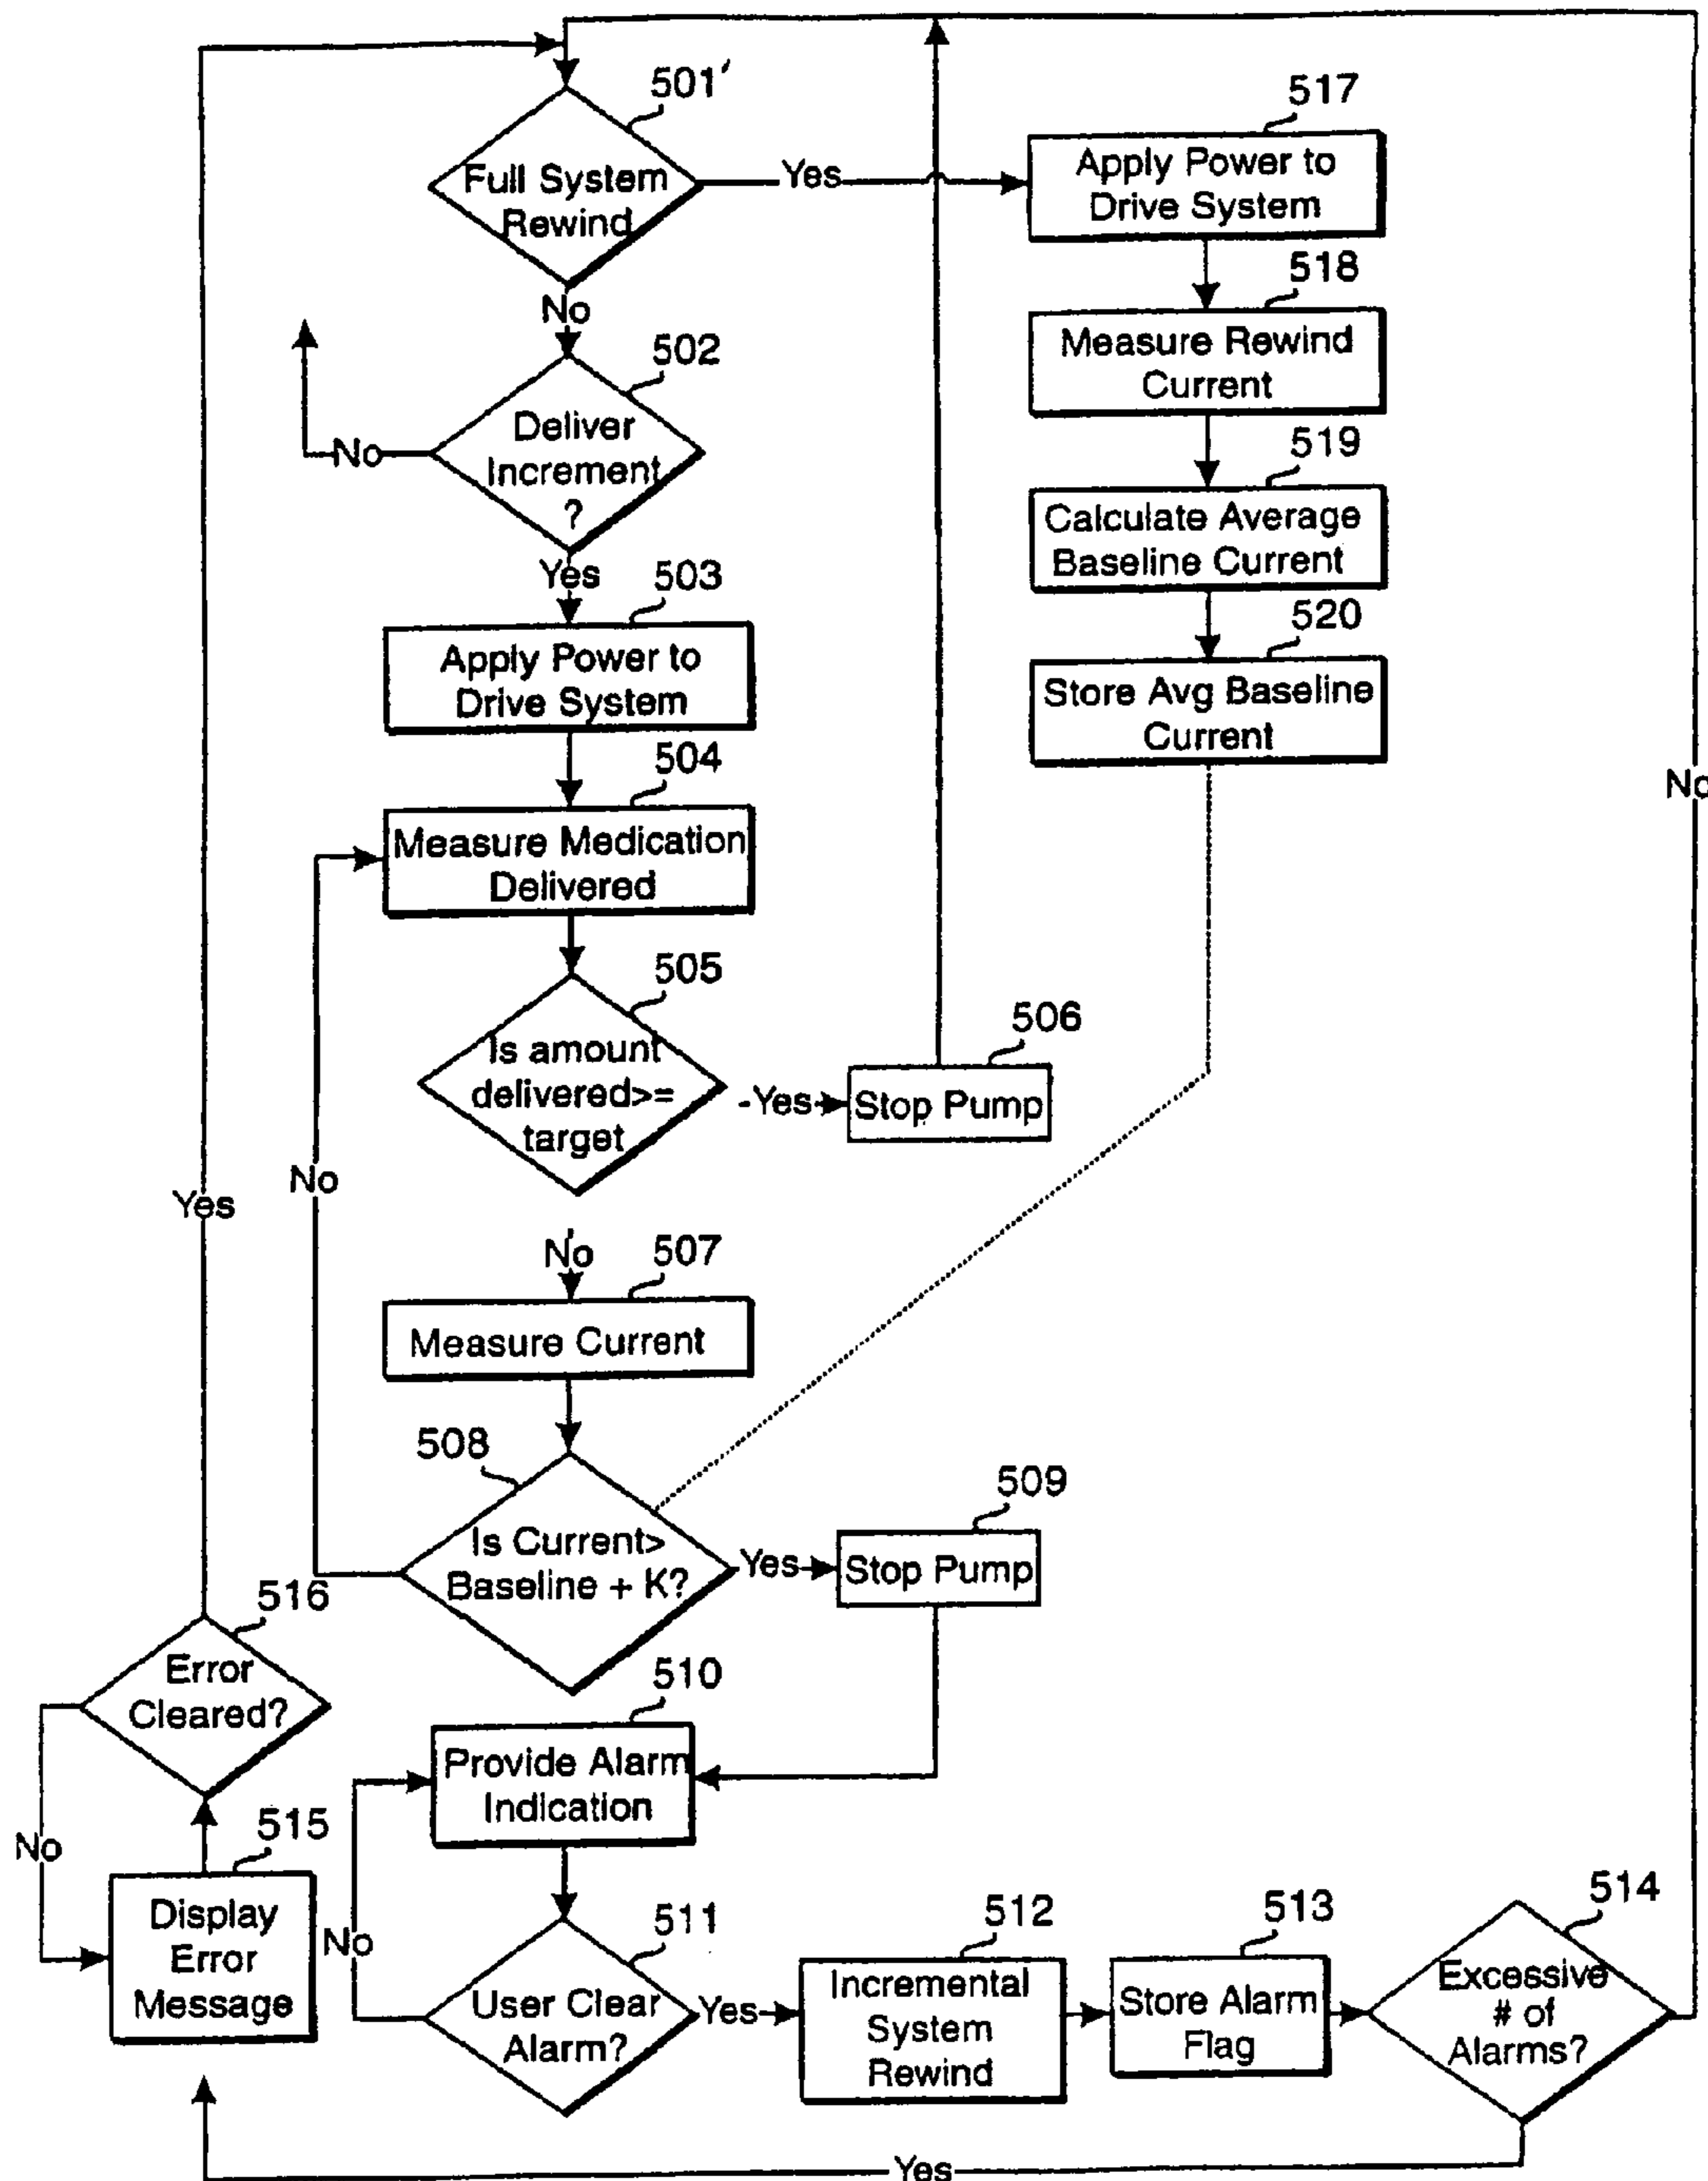 501'
Full System
Rewind
Yes
No
517
Apply Power to
Drive System
518
Measure Rewind
Current
519
Calculate Average
Baseline Current
520
Store Avg Baseline
Current
502
Deliver
Increment
?
No
Yes
503
Apply Power to
Drive System
504
Measure Medication
Delivered
505
Is amount
delivered>=
target
Yes
506
Stop Pump
No
507
Measure Current
508
Is Current>
Baseline + K?
No
Yes
509
Stop Pump
510
Provide Alarm
Indication
511
User Clear
Alarm?
No
Yes
512
Incremental
System
Rewind
513
Store Alarm
Flag
514
Excessive
# of
Alarms?
No
Yes
515
Display
Error
Message
516
Error
Cleared?
No
Yes